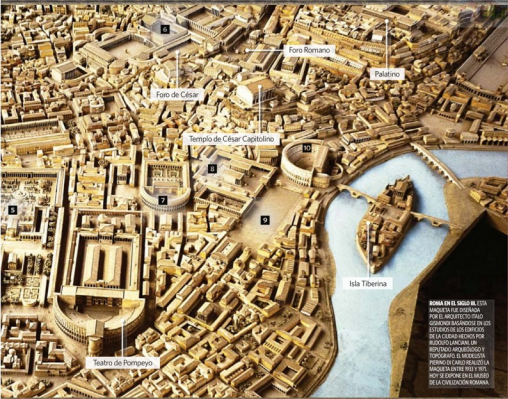 6
Foro Romano
Palatino
Foro de César
Templo de César Capitolino
10
8
7
5
9
Isla Tiberina
Teatro de Pompeyo
ROMA EN EL SIGLO III. ESTA
MAQUETA FUE DISEÑADA
POR EL ARQUITECTO ITALO
GISMONDI BASÁNDOSE EN LOS
ESTUDIOS DE LOS EDIFICIOS
DE LA CIUDAD HECHOS POR
RUDOLFO LANCIANI, UN
REPUTADO ARQUEÓLOGO Y
TOPÓGRAFO. EL MODELISTA
PIERINO DI CARLO REALIZÓ LA
MAQUETA ENTRE 1933 Y 1971.
HOY SE EXPONE EN EL MUSEO
DE LA CIVILIZACIÓN ROMANA.